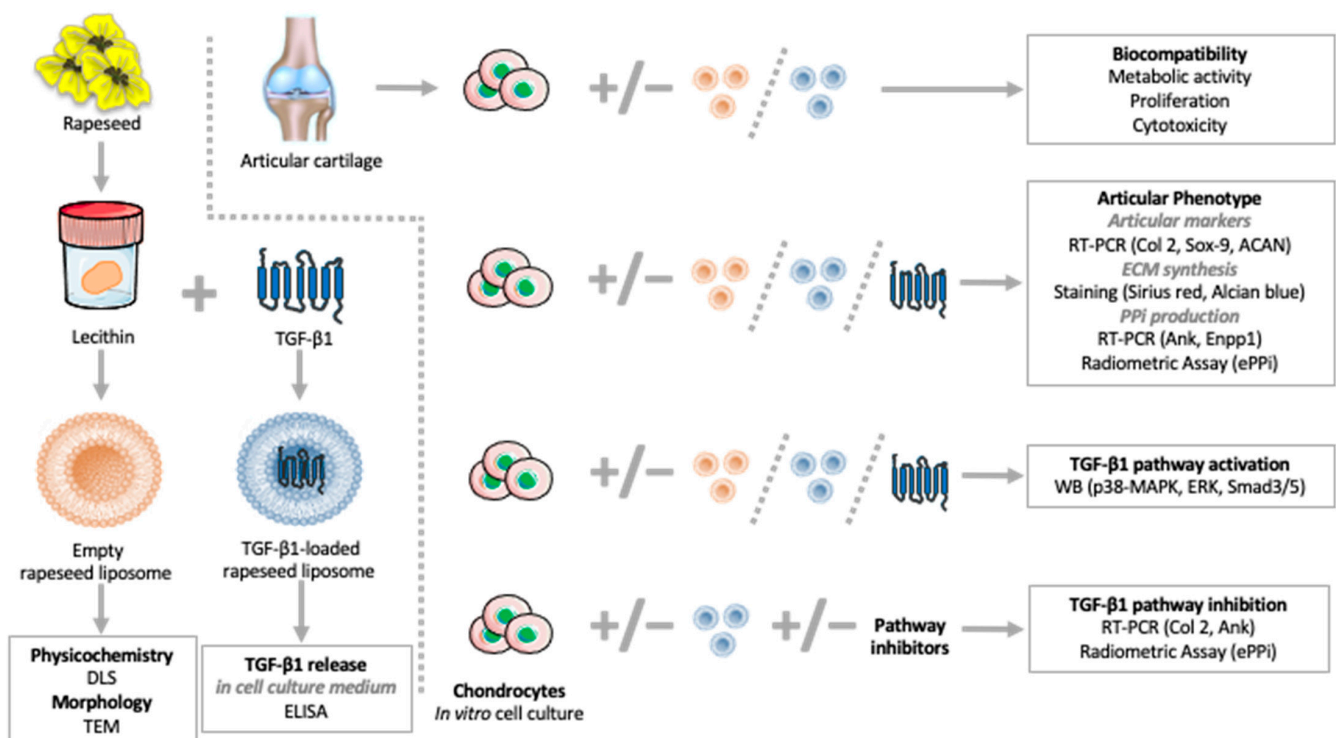 Rapeseed
Lecithin
+
TGF-β1
Empty
rapeseed liposome
TGF-β1-loaded
rapeseed liposome
Physicochemistry
DLS
Morphology
TEM
TGF-β1 release
in cell culture medium
ELISA
Articular cartilage
+/−
Biocompatibility
Metabolic activity
Proliferation
Cytotoxicity
+/−
Articular Phenotype
Articular markers
RT-PCR (Col 2, Sox-9, ACAN)
ECM synthesis
Staining (Sirius red, Alcian blue)
PPi production
RT-PCR (Ank, Enpp1)
Radiometric Assay (ePPi)
+/−
TGF-β1 pathway activation
WB (p38-MAPK, ERK, Smad3/5)
+/−
+/−
Pathway
inhibitors
TGF-β1 pathway inhibition
RT-PCR (Col 2, Ank)
Radiometric Assay (ePPi)
Chondrocytes
In vitro cell culture